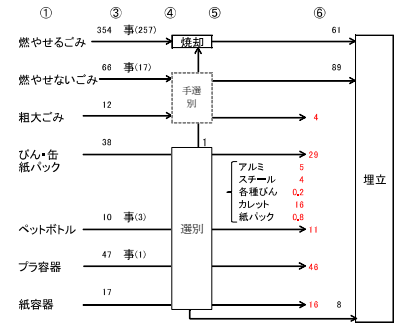 ① ③ ④ ⑤ ⑥
燃やせるごみ 354 事(257) 焼却 61
燃やせないごみ 66 事(17) 89
手選別
粗大ごみ 12 4
びん・缶
紙パック 38 1 29
アルミ 5
スチール 4
各種びん 0.2
カレット 16
紙パック 0.8
埋立
選別
ペットボトル 10 事(3) 11
プラ容器 47 事(1) 46
紙容器 17 16 8